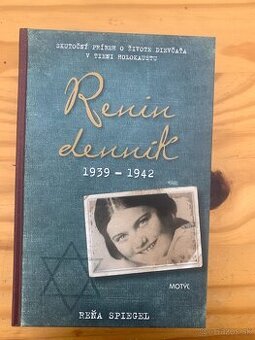 SKUTOČNÝ PRÍBEH O ŽIVOTE DIEVČAŤA
V TIENI HOLOKAUSTU
Renin
denník
1939 – 1942
MOTÝĽ
REŇA SPIEGEL